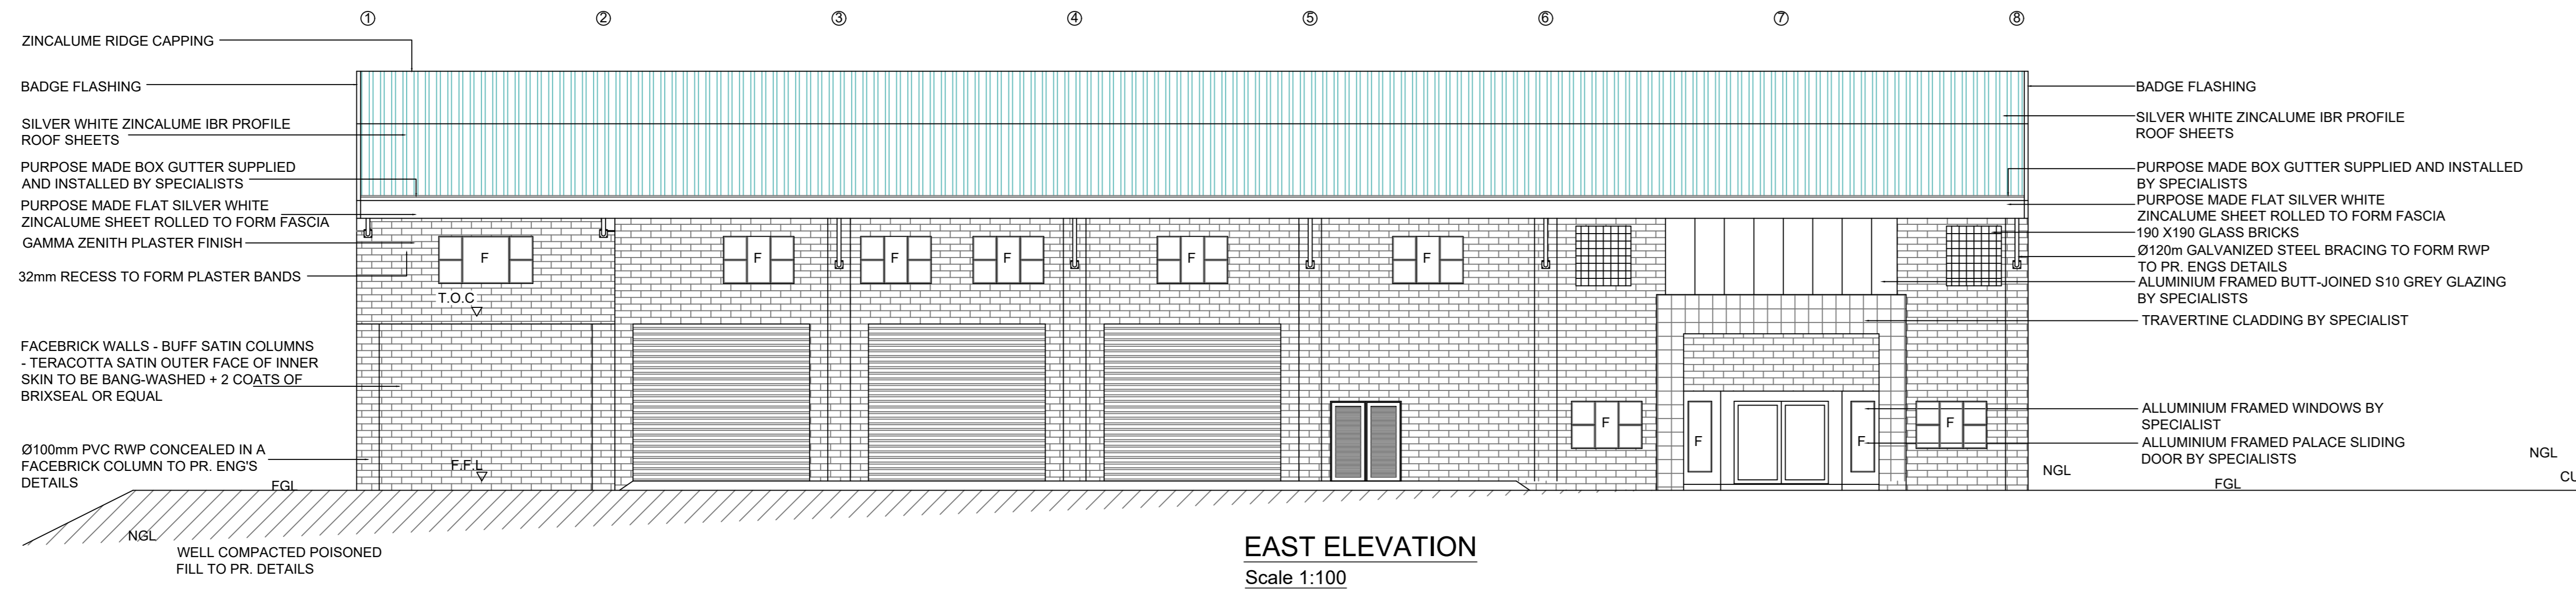 ① ② ③ ④ ⑤ ⑥ ⑦ ⑧
ZINCALUME RIDGE CAPPING
BADGE FLASHING
SILVER WHITE ZINCALUME IBR PROFILE
ROOF SHEETS
PURPOSE MADE BOX GUTTER SUPPLIED
AND INSTALLED BY SPECIALISTS
PURPOSE MADE FLAT SILVER WHITE
ZINCALUME SHEET ROLLED TO FORM FASCIA
GAMMA ZENITH PLASTER FINISH
32mm RECESS TO FORM PLASTER BANDS
FACEBRICK WALLS - BUFF SATIN COLUMNS
- TERACOTTA SATIN OUTER FACE OF INNER
SKIN TO BE BANG-WASHED + 2 COATS OF
BRIXSEAL OR EQUAL
Ø100mm PVC RWP CONCEALED IN A
FACEBRICK COLUMN TO PR. ENG'S
DETAILS
FGL
NGL
WELL COMPACTED POISONED
FILL TO PR. DETAILS
F F F F F F
T.O.C
F.F.L
F F F F
BADGE FLASHING
SILVER WHITE ZINCALUME IBR PROFILE
ROOF SHEETS
PURPOSE MADE BOX GUTTER SUPPLIED AND INSTALLED
BY SPECIALISTS
PURPOSE MADE FLAT SILVER WHITE
ZINCALUME SHEET ROLLED TO FORM FASCIA
190 X190 GLASS BRICKS
Ø120m GALVANIZED STEEL BRACING TO FORM RWP
TO PR. ENGS DETAILS
ALUMINIUM FRAMED BUTT-JOINED S10 GREY GLAZING
BY SPECIALISTS
TRAVERTINE CLADDING BY SPECIALIST
ALLUMINIUM FRAMED WINDOWS BY
SPECIALIST
ALLUMINIUM FRAMED PALACE SLIDING
DOOR BY SPECIALISTS
NGL
FGL
NGL
CU
EAST ELEVATION
Scale 1:100